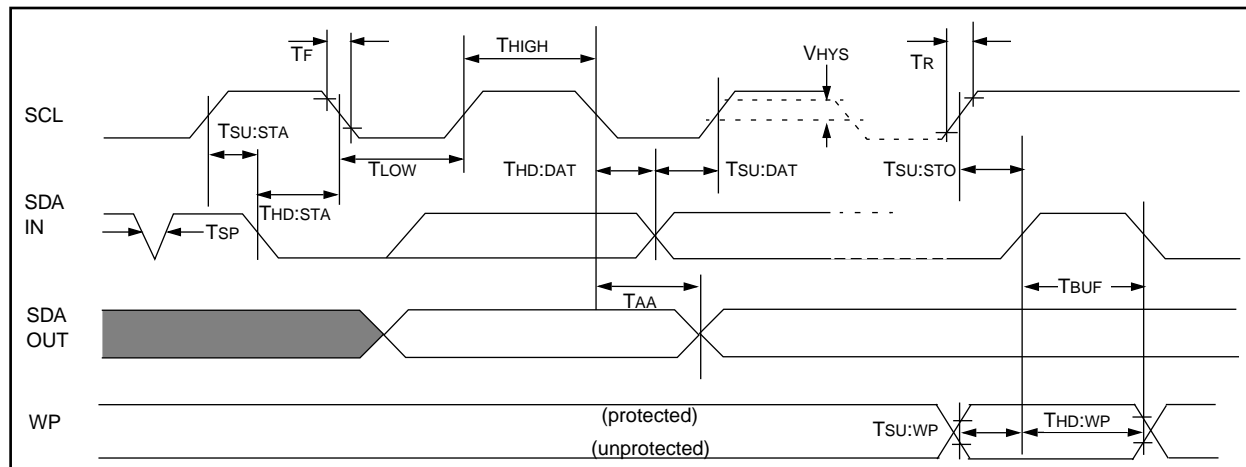 TF
THIGH
VHYS
TR
SCL
TSU:STA
TLOW
THD:DAT
TSU:DAT
TSU:STO
SDA
IN
TSP
THD:STA
TBUF
SDA
OUT
TAA
WP
(protected)
(unprotected)
TSU:WP
THD:WP